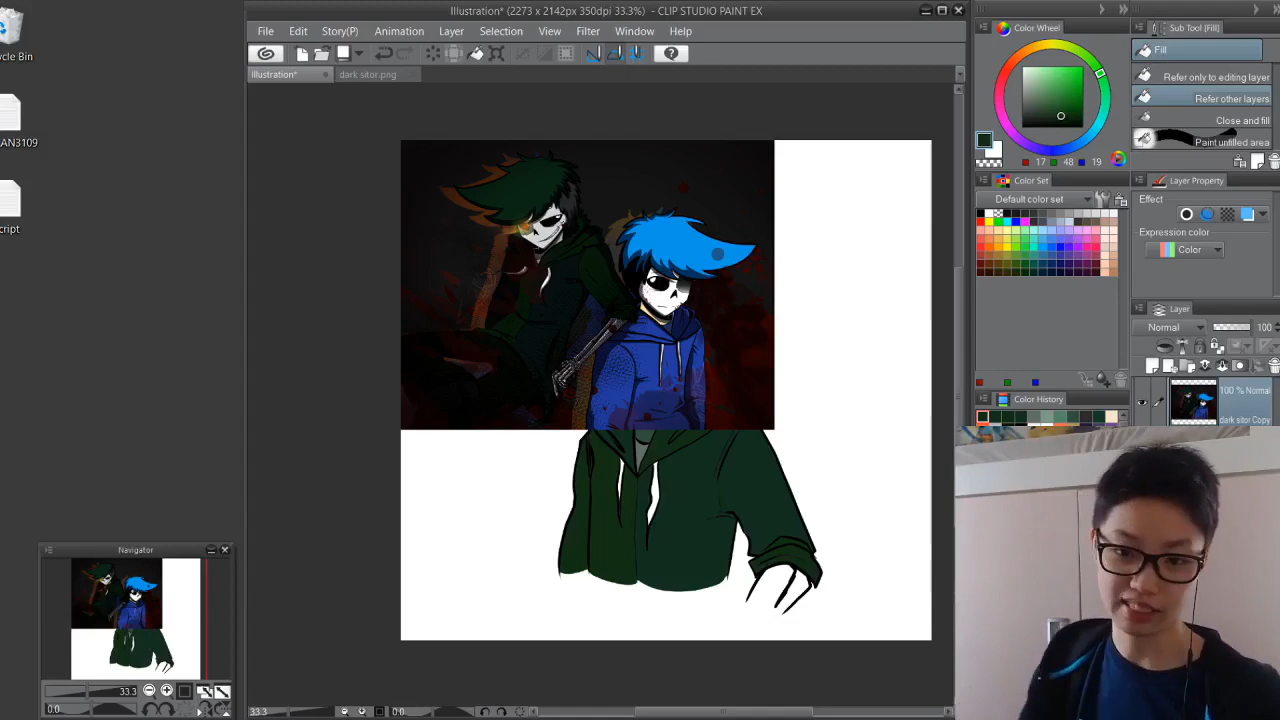 Illustration* (2273 x 2142px 350dpi 33.3%) - CLIP STUDIO PAINT EX
File Edit Story(P) Animation Layer Selection View Filter Window Help
Illustration* dark sitor.png
Color Wheel
17 48 19
Color Set
Default color set
Color History
Sub Tool [Fill]
Fill
Refer only to editing layer
Refer other layers
Close and fill
Paint unfilled area
Layer Property
Effect
Expression color
Color
Layer
Normal 100
100 % Normal
dark sitor Copy
cycle Bin
AN3109
cript
Navigator
33.3
0.0
33.3 0.0